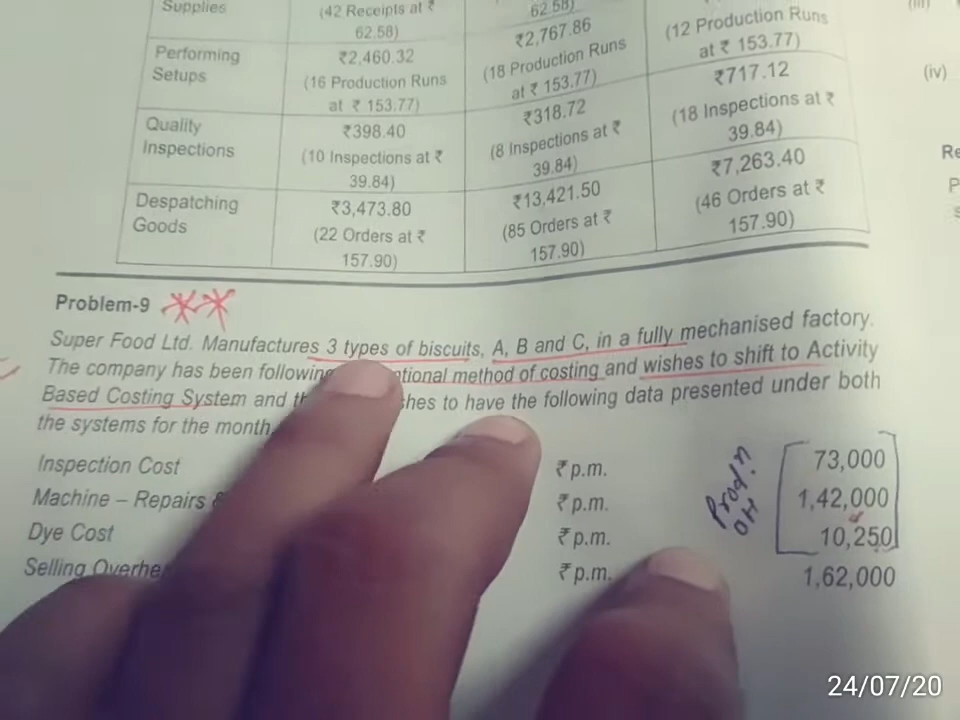 Supplies
(42 Receipts at ₹
62.58)
62.58)
(12 Production Runs
at ₹ 153.77)
Performing
Setups
₹2,460.32
(16 Production Runs
at ₹ 153.77)
₹2,767.86
(18 Production Runs
at ₹ 153.77)
₹717.12
(18 Inspections at ₹
39.84)
Quality
Inspections
₹398.40
(10 Inspections at ₹
39.84)
₹318.72
(8 Inspections at ₹
39.84)
₹7,263.40
(46 Orders at ₹
157.90)
Despatching
Goods
₹3,473.80
(22 Orders at ₹
157.90)
₹13,421.50
(85 Orders at ₹
157.90)
(iii)
(iv)
Problem-9
Super Food Ltd. Manufactures 3 types of biscuits, A, B and C, in a fully mechanised factory.
The company has been following method of costing and wishes to shift to Activity
Based Costing System and to have the following data presented under both
the systems for the month
Inspection Cost ₹ p.m. 73,000
Machine – Repairs ₹ p.m. 1,42,000
Dye Cost ₹ p.m. 10,250
Selling ₹ p.m. 1,62,000
OH
24/07/20